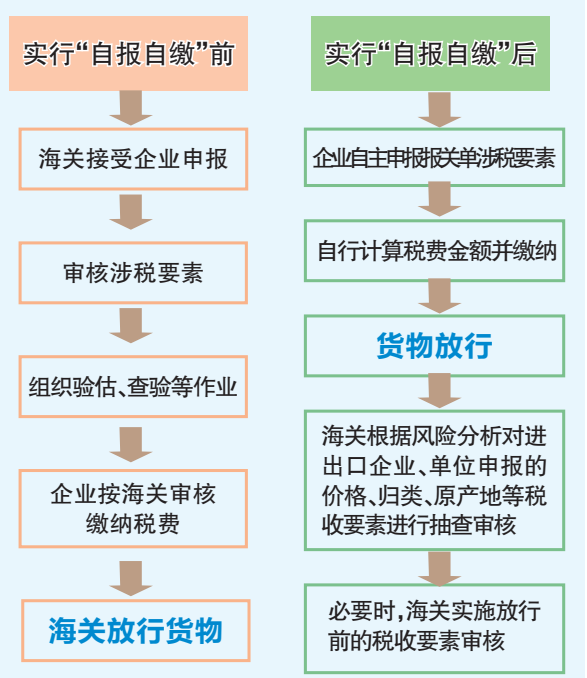 实行“自报自缴”前
海关接受企业申报
审核涉税要素
组织验估、查验等作业
企业按海关审核
缴纳税费
海关放行货物
实行“自报自缴”后
企业自主申报报关单涉税要素
自行计算税费金额并缴纳
货物放行
海关根据风险分析对进
出口企业、单位申报的
价格、归类、原产地等税
收要素进行抽查审核
必要时,海关实施放行
前的税收要素审核